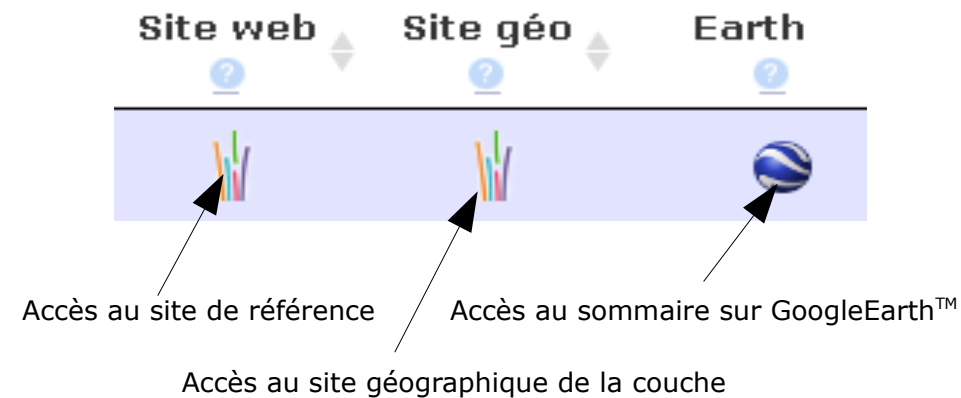 Site web Site géo Earth
? ? ?
Accès au site de référence Accès au sommaire sur GoogleEarth™
Accès au site géographique de la couche